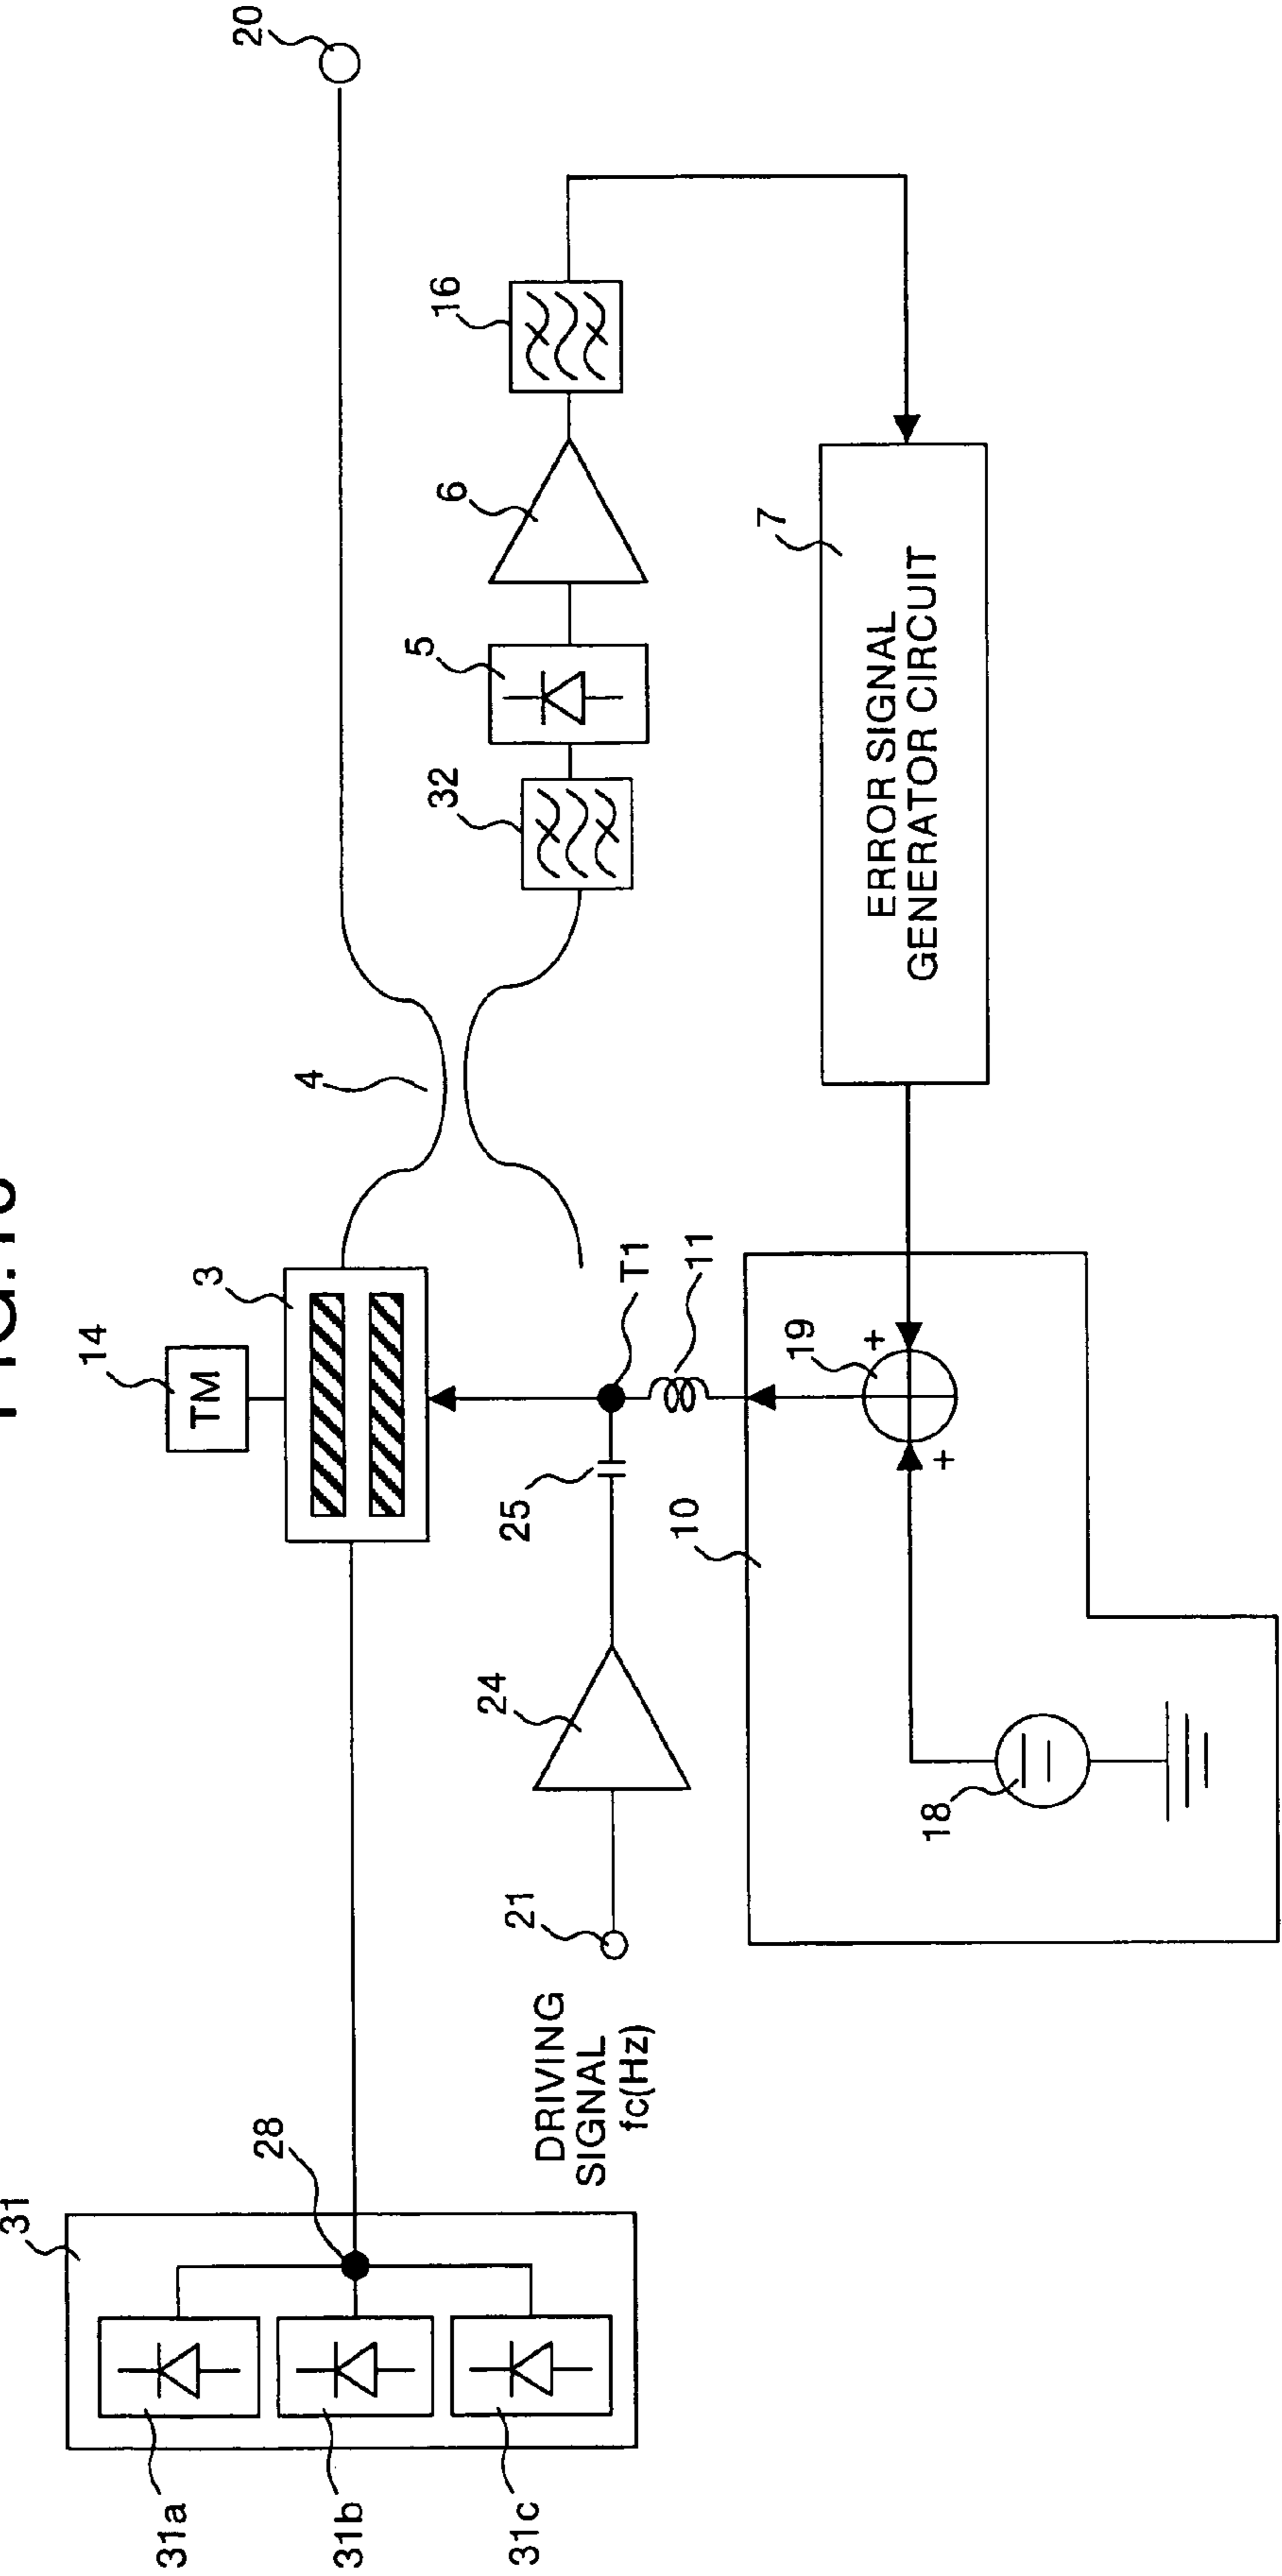 31
31a
31b
31c
28
14
TM
3
4
20
32
5
6
16
DRIVING
SIGNAL
fc(Hz)
21
24
25
T1
11
10
18
19
+
+
7
ERROR SIGNAL
GENERATOR CIRCUIT